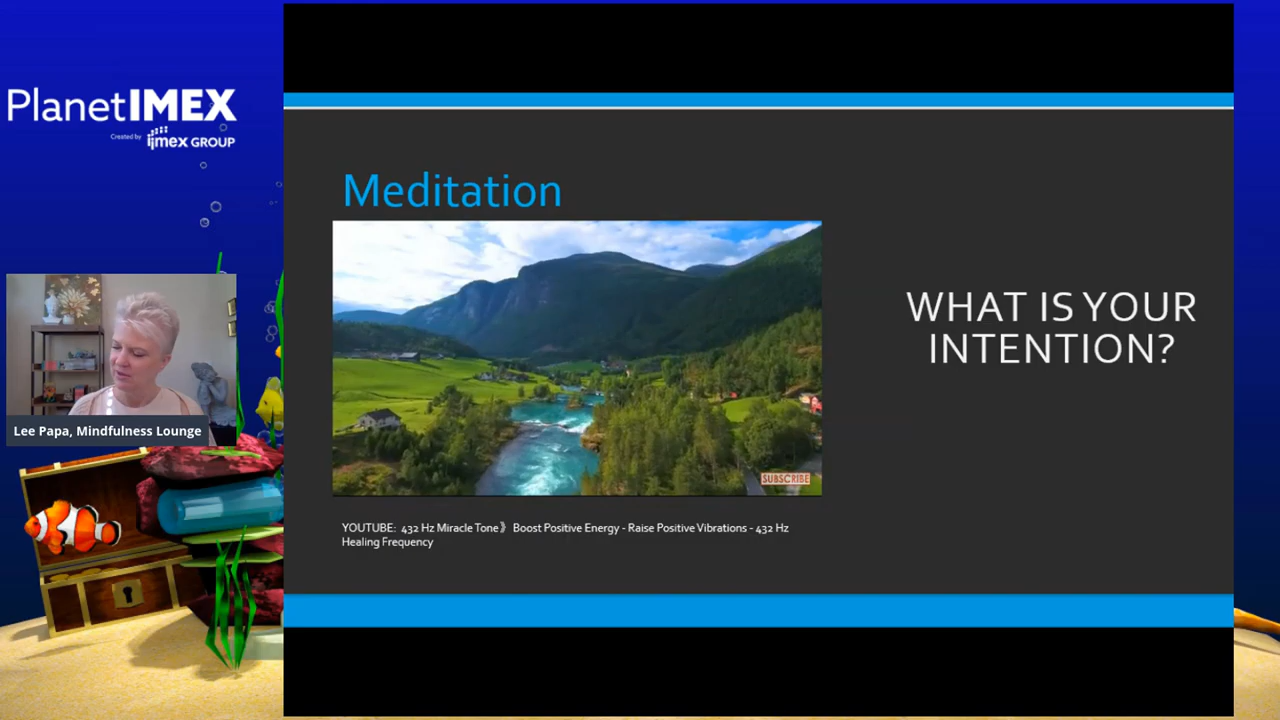 PlanetIMEX
Created by imex GROUP
Meditation
WHAT IS YOUR
INTENTION?
SUBSCRIBE
Lee Papa, Mindfulness Lounge
YOUTUBE: 432 Hz Miracle Tone》 Boost Positive Energy - Raise Positive Vibrations - 432 Hz
Healing Frequency